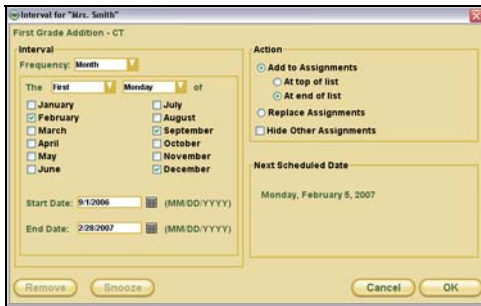 Interval for "Mrs. Smith"
First Grade Addition - CT
Interval
Frequency: Month
The First Monday of
January
February
March
April
May
June
July
August
September
October
November
December
Start Date: 9/1/2006 (MM/DD/YYYY)
End Date: 2/28/2007 (MM/DD/YYYY)
Action
Add to Assignments
At top of list
At end of list
Replace Assignments
Hide Other Assignments
Next Scheduled Date
Monday, February 5, 2007
Remove
Snooze
Cancel
OK